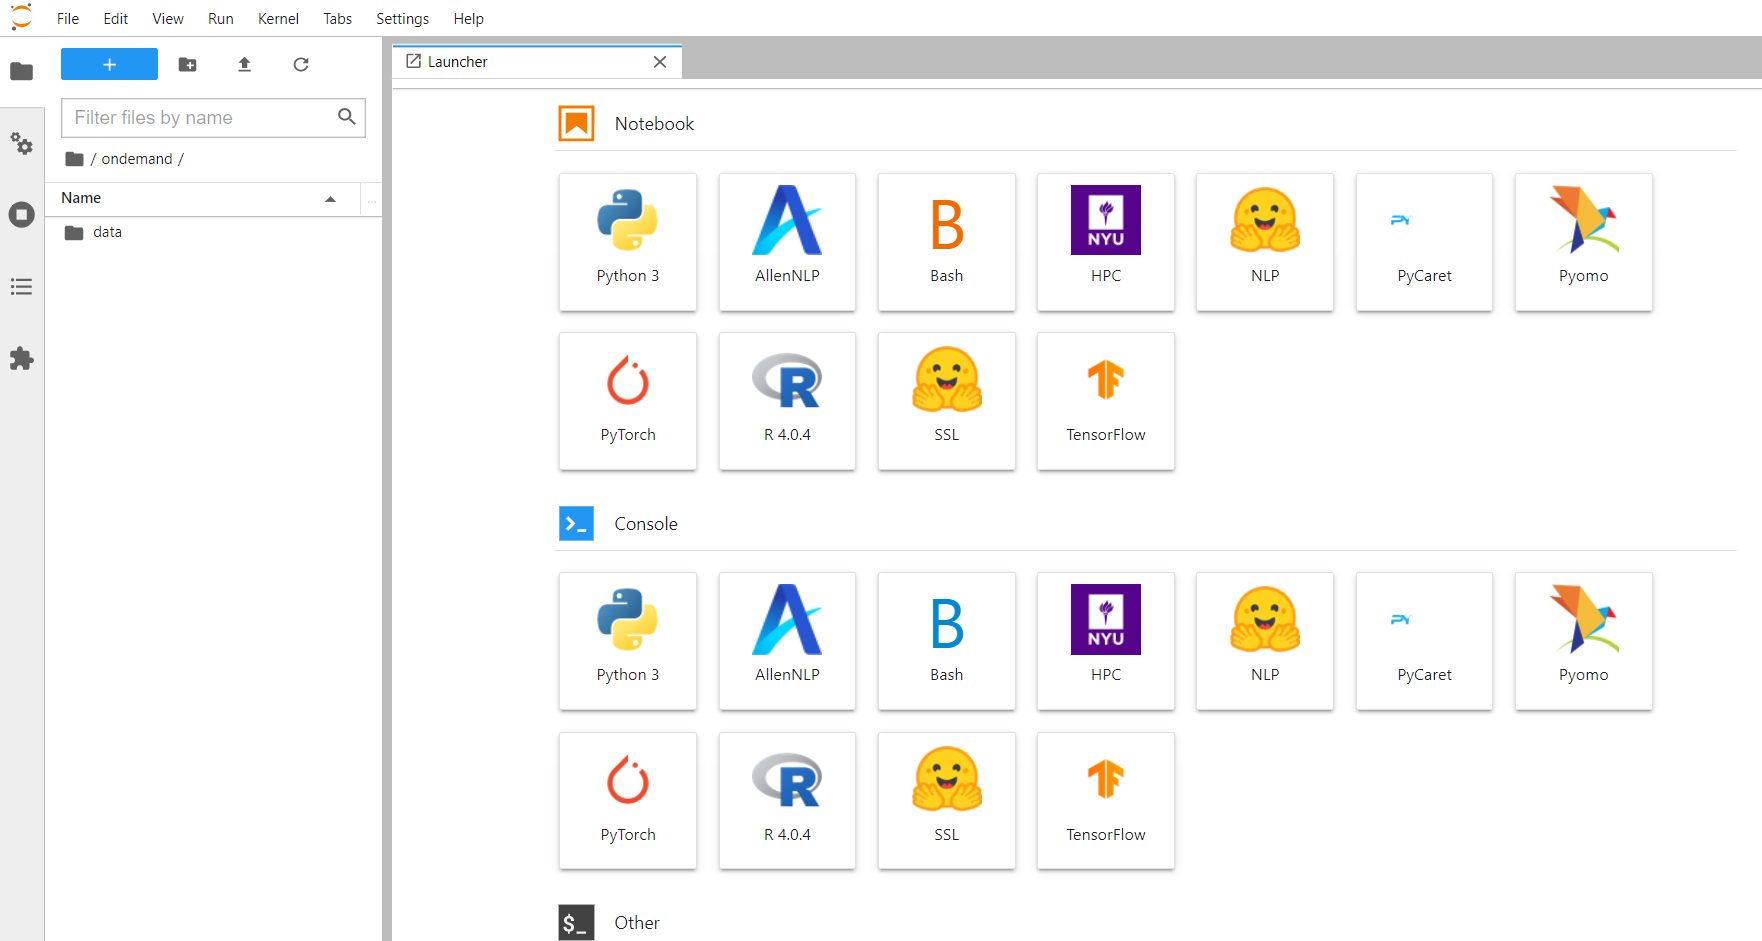 File Edit View Run Kernel Tabs Settings Help
+
Filter files by name
/ ondemand /
Name
...
data
Launcher
Notebook
Python 3 AllenNLP Bash HPC NLP PyCaret Pyomo
B
NYU
PY
PyTorch R 4.0.4 SSL TensorFlow
R
Console
Python 3 AllenNLP Bash HPC NLP PyCaret Pyomo
B
NYU
PY
PyTorch R 4.0.4 SSL TensorFlow
R
$_ Other